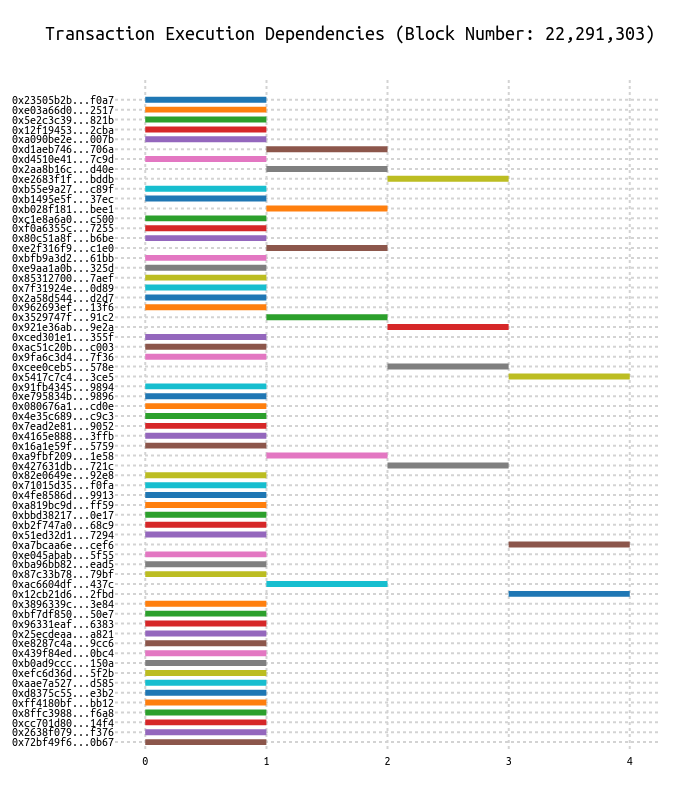 Transaction Execution Dependencies (Block Number: 22,291,303)
0x23505b2b...f0a7
0xe03a66d0...2517
0x5e2c3c39...821b
0x12f19453...2cba
0xa090be2e...007b
0xd1aeb746...706a
0xd4510e41...7c9d
0x2aa8b16c...d40e
0xe2683f1f...bddb
0xb55e9a27...c89f
0xb1495e5f...37ec
0xb028f181...bee1
0xc1e8a6a0...c500
0xf0a6355c...7255
0x80c51a8f...b6be
0xe2f316f9...c1e0
0xbfb9a3d2...61bb
0xe9aa1a0b...325d
0x85312700...7aef
0x7f31924e...0d89
0x2a58d544...d2d7
0x962693ef...13f6
0x3529747f...91c2
0x921e36ab...9e2a
0xced301e1...355f
0xac51c20b...c003
0x9fa6c3d4...7f36
0xcee0ceb5...578e
0x5417c7c4...3ce5
0x91fb4345...9894
0xe795834b...9896
0x080676a1...cd0e
0x4e35c689...c9c3
0x7ead2e81...9052
0x4165e888...3ffb
0x16a1e59f...5759
0xa9fbf209...1e58
0x427631db...721c
0x82e0649e...92e8
0x71015d35...f0fa
0x4fe8586d...9913
0xa819bc9d...ff59
0xbbd38217...0e17
0xb2f747a0...68c9
0x51ed32d1...7294
0xa7bcaa6e...cef6
0xe045abab...5f55
0xba96bb82...ead5
0x87c33b78...79bf
0xac6604df...437c
0x12cb21d6...2fbd
0x3896339c...3e84
0xbf7df850...50e7
0x96331eaf...6383
0x25ecdeaa...a821
0xe8287c4a...9cc6
0x439f84ed...0bc4
0xb0ad9ccc...150a
0xefc6d36d...5f2b
0xaae7a527...d585
0xd8375c55...e3b2
0xff4180bf...bb12
0x8ffc3988...f6a8
0xcc701d80...14f4
0x2638f079...f376
0x72bf49f6...0b67
0 1 2 3 4